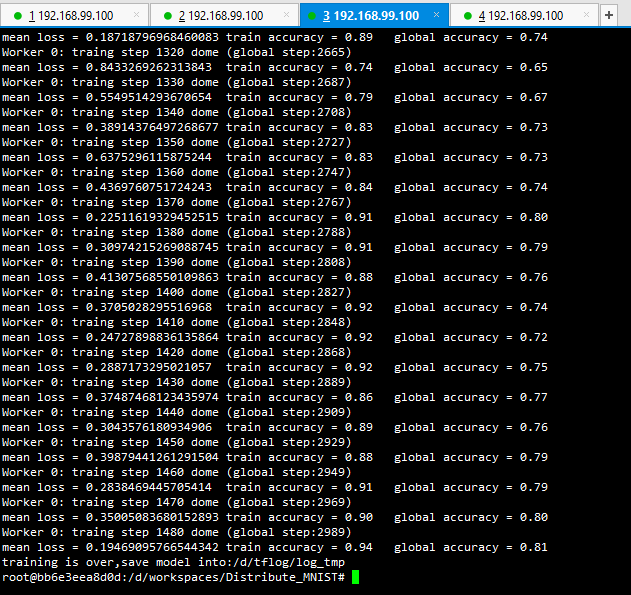 1 192.168.99.100 × 2 192.168.99.100 × 3 192.168.99.100 × 4 192.168.99.100 × +
mean loss = 0.18718796968460083 train accuracy = 0.89   global accuracy = 0.74
Worker 0: traing step 1320 dome (global step:2665)
mean loss = 0.8433269262313843  train accuracy = 0.74   global accuracy = 0.65
Worker 0: traing step 1330 dome (global step:2687)
mean loss = 0.5549514293670654  train accuracy = 0.79   global accuracy = 0.67
Worker 0: traing step 1340 dome (global step:2708)
mean loss = 0.38914376497268677 train accuracy = 0.83   global accuracy = 0.73
Worker 0: traing step 1350 dome (global step:2727)
mean loss = 0.6375296115875244  train accuracy = 0.83   global accuracy = 0.73
Worker 0: traing step 1360 dome (global step:2747)
mean loss = 0.4369760751724243  train accuracy = 0.84   global accuracy = 0.74
Worker 0: traing step 1370 dome (global step:2767)
mean loss = 0.22511619329452515 train accuracy = 0.91   global accuracy = 0.80
Worker 0: traing step 1380 dome (global step:2788)
mean loss = 0.30974215269088745 train accuracy = 0.91   global accuracy = 0.79
Worker 0: traing step 1390 dome (global step:2808)
mean loss = 0.41307568550109863 train accuracy = 0.88   global accuracy = 0.76
Worker 0: traing step 1400 dome (global step:2827)
mean loss = 0.3705028295516968  train accuracy = 0.92   global accuracy = 0.74
Worker 0: traing step 1410 dome (global step:2848)
mean loss = 0.24727898836135864 train accuracy = 0.92   global accuracy = 0.72
Worker 0: traing step 1420 dome (global step:2868)
mean loss = 0.2887173295021057  train accuracy = 0.92   global accuracy = 0.75
Worker 0: traing step 1430 dome (global step:2889)
mean loss = 0.37487468123435974 train accuracy = 0.86   global accuracy = 0.77
Worker 0: traing step 1440 dome (global step:2909)
mean loss = 0.3043576180934906  train accuracy = 0.89   global accuracy = 0.76
Worker 0: traing step 1450 dome (global step:2929)
mean loss = 0.39879441261291504 train accuracy = 0.88   global accuracy = 0.79
Worker 0: traing step 1460 dome (global step:2949)
mean loss = 0.2838469445705414  train accuracy = 0.91   global accuracy = 0.79
Worker 0: traing step 1470 dome (global step:2969)
mean loss = 0.35005083680152893 train accuracy = 0.90   global accuracy = 0.80
Worker 0: traing step 1480 dome (global step:2989)
mean loss = 0.19469095766544342 train accuracy = 0.94   global accuracy = 0.81
training is over,save model into:/d/tflog/log_tmp
root@bb6e3eea8d0d:/d/workspaces/Distribute_MNIST#